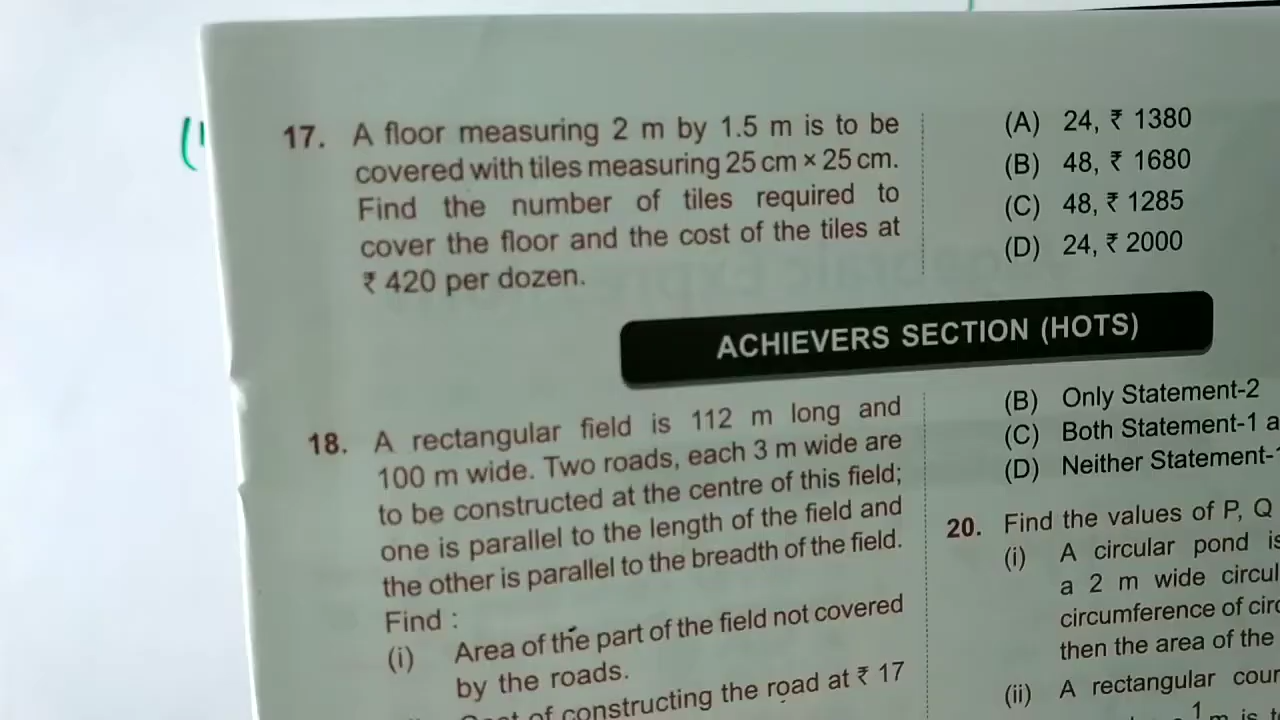 17. A floor measuring 2 m by 1.5 m is to be
covered with tiles measuring 25 cm × 25 cm.
Find the number of tiles required to
cover the floor and the cost of the tiles at
₹ 420 per dozen.
(A) 24, ₹ 1380
(B) 48, ₹ 1680
(C) 48, ₹ 1285
(D) 24, ₹ 2000
ACHIEVERS SECTION (HOTS)
18. A rectangular field is 112 m long and
100 m wide. Two roads, each 3 m wide are
to be constructed at the centre of this field;
one is parallel to the length of the field and
the other is parallel to the breadth of the field.
Find :
(i) Area of the part of the field not covered
by the roads.
of constructing the road at ₹ 17
(B) Only Statement-2
(C) Both Statement-1
(D) Neither Statement-
20. Find the values of P, Q
(i) A circular pond is
a 2 m wide
circumference of
then the area of the
(ii) A rectangular